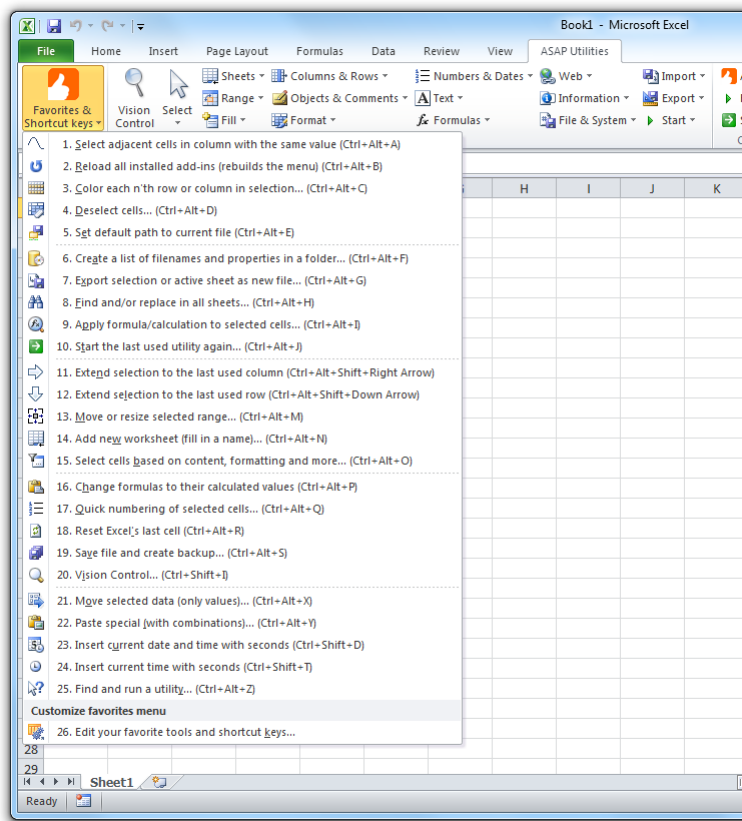 Book1 - Microsoft Excel
File Home Insert Page Layout Formulas Data Review View ASAP Utilities
Sheets Columns & Rows Numbers & Dates Web Import
Favorites & Shortcut keys Vision Control Select Range Objects & Comments Text Information Export
Fill Format Formulas File & System Start
H I J K
1. Select adjacent cells in column with the same value (Ctrl+Alt+A)
2. Reload all installed add-ins (rebuilds the menu) (Ctrl+Alt+B)
3. Color each n'th row or column in selection... (Ctrl+Alt+C)
4. Deselect cells... (Ctrl+Alt+D)
5. Set default path to current file (Ctrl+Alt+E)
6. Create a list of filenames and properties in a folder... (Ctrl+Alt+F)
7. Export selection or active sheet as new file... (Ctrl+Alt+G)
8. Find and/or replace in all sheets... (Ctrl+Alt+H)
9. Apply formula/calculation to selected cells... (Ctrl+Alt+I)
10. Start the last used utility again... (Ctrl+Alt+J)
11. Extend selection to the last used column (Ctrl+Alt+Shift+Right Arrow)
12. Extend selection to the last used row (Ctrl+Alt+Shift+Down Arrow)
13. Move or resize selected range... (Ctrl+Alt+M)
14. Add new worksheet (fill in a name)... (Ctrl+Alt+N)
15. Select cells based on content, formatting and more... (Ctrl+Alt+O)
16. Change formulas to their calculated values (Ctrl+Alt+P)
17. Quick numbering of selected cells... (Ctrl+Alt+Q)
18. Reset Excel's last cell (Ctrl+Alt+R)
19. Save file and create backup... (Ctrl+Alt+S)
20. Vision Control... (Ctrl+Shift+I)
21. Move selected data (only values)... (Ctrl+Alt+X)
22. Paste special (with combinations)... (Ctrl+Alt+Y)
23. Insert current date and time with seconds (Ctrl+Shift+D)
24. Insert current time with seconds (Ctrl+Shift+T)
25. Find and run a utility... (Ctrl+Alt+Z)
Customize favorites menu
26. Edit your favorite tools and shortcut keys...
28
29
Sheet1
Ready